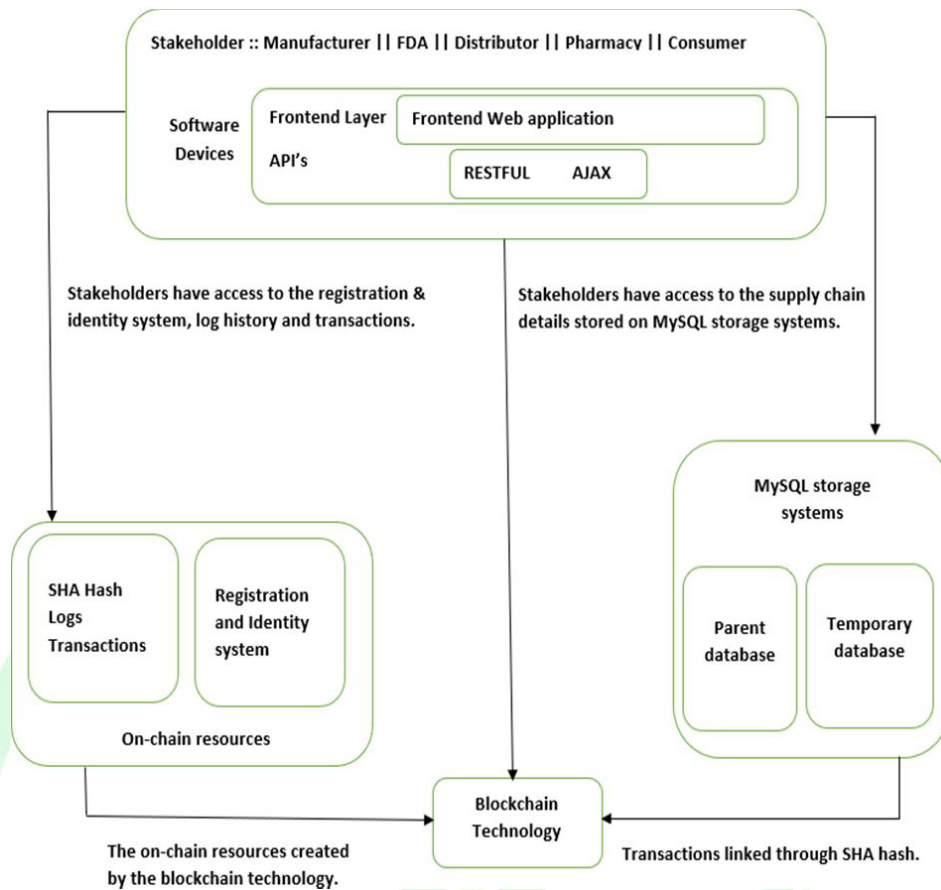 Stakeholder :: Manufacturer || FDA || Distributor || Pharmacy || Consumer
Software
Devices
Frontend Layer
Frontend Web application
API's
RESTFUL AJAX
Stakeholders have access to the registration &
identity system, log history and transactions.
Stakeholders have access to the supply chain
details stored on MySQL storage systems.
SHA Hash
Logs
Transactions
Registration
and Identity
system
On-chain resources
MySQL storage
systems
Parent
database
Temporary
database
Blockchain
Technology
The on-chain resources created
by the blockchain technology.
Transactions linked through SHA hash.